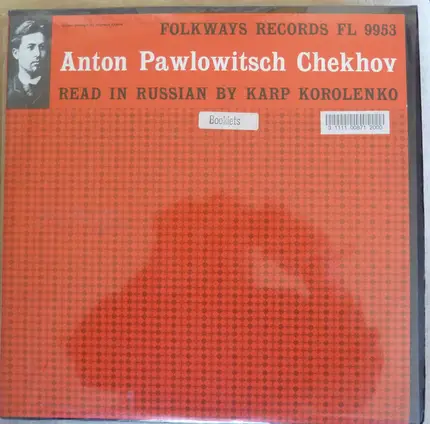 FOLKWAYS RECORDS FL 9953
Anton Pawlowitsch Chekhov
READ IN RUSSIAN BY KARP KOROLENKO
Booklets